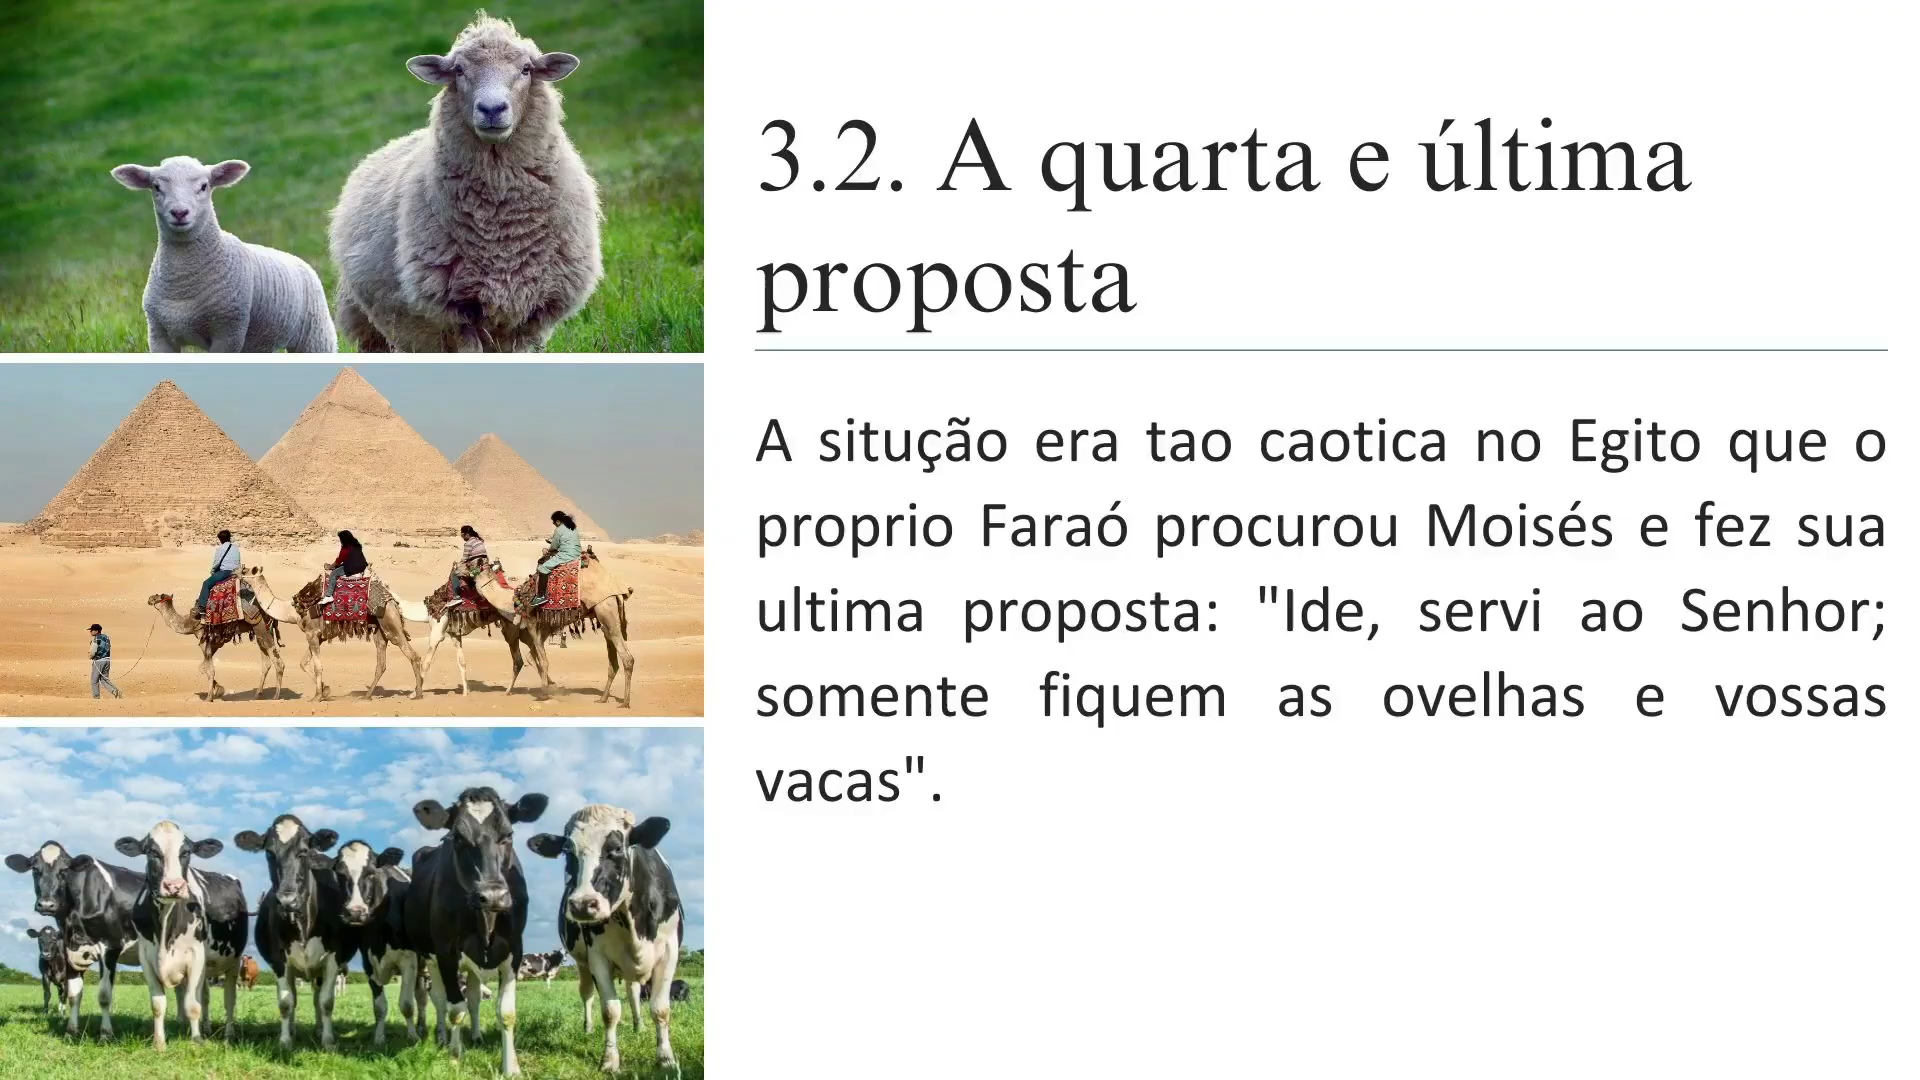 3.2. A quarta e última
proposta
A situção era tao caotica no Egito que o
proprio Faraó procurou Moisés e fez sua
ultima proposta: "Ide, servi ao Senhor;
somente fiquem as ovelhas e vossas
vacas".